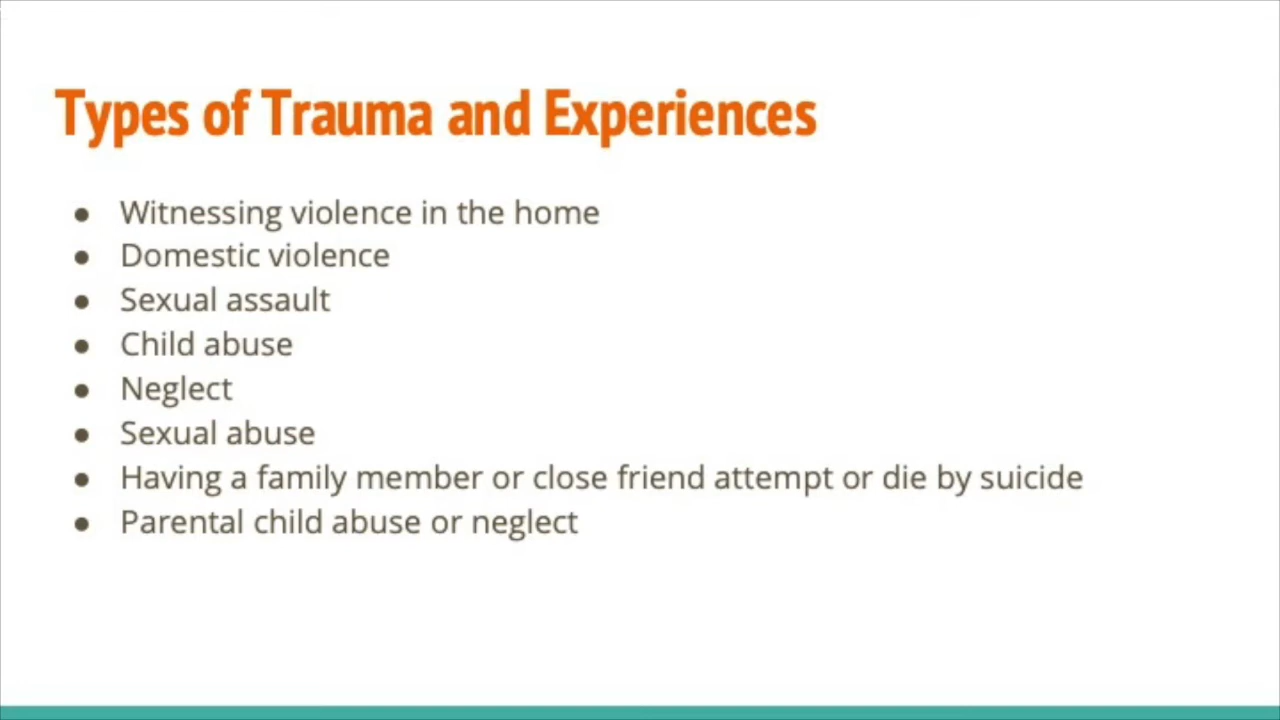 Types of Trauma and Experiences
● Witnessing violence in the home
● Domestic violence
● Sexual assault
● Child abuse
● Neglect
● Sexual abuse
● Having a family member or close friend attempt or die by suicide
● Parental child abuse or neglect